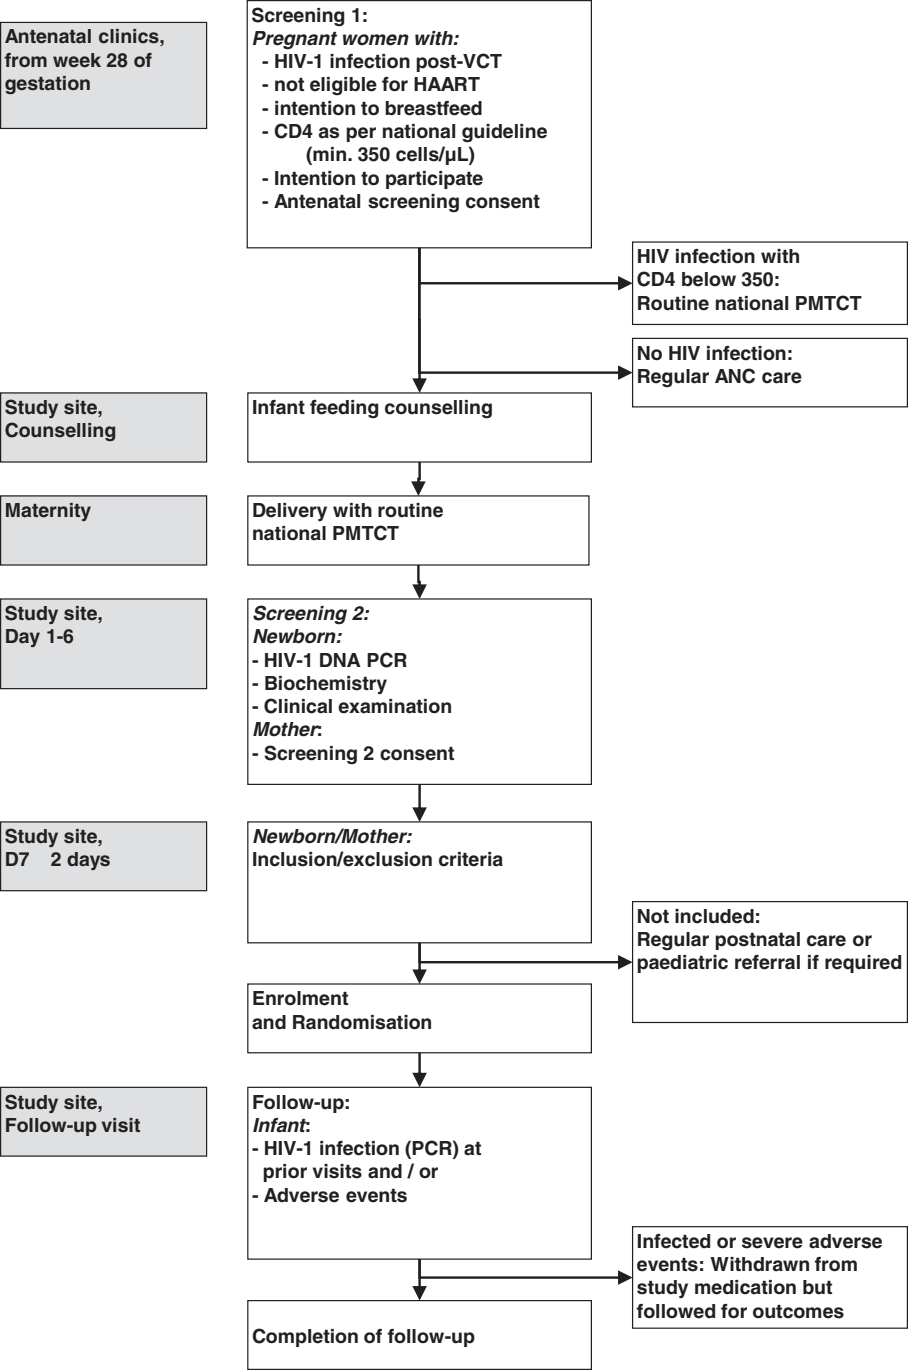 Antenatal clinics,
from week 28 of
gestation
Screening 1:
Pregnant women with:
- HIV-1 infection post-VCT
- not eligible for HAART
- intention to breastfeed
- CD4 as per national guideline
(min. 350 cells/µL)
- Intention to participate
- Antenatal screening consent
HIV infection with
CD4 below 350:
Routine national PMTCT
No HIV infection:
Regular ANC care
Study site,
Counselling
Infant feeding counselling
Maternity
Delivery with routine
national PMTCT
Study site,
Day 1-6
Screening 2:
Newborn:
- HIV-1 DNA PCR
- Biochemistry
- Clinical examination
Mother:
- Screening 2 consent
Study site,
D7 2 days
Newborn/Mother:
Inclusion/exclusion criteria
Not included:
Regular postnatal care or
paediatric referral if required
Enrolment
and Randomisation
Study site,
Follow-up visit
Follow-up:
Infant:
- HIV-1 infection (PCR) at
prior visits and / or
- Adverse events
Infected or severe adverse
events: Withdrawn from
study medication but
followed for outcomes
Completion of follow-up